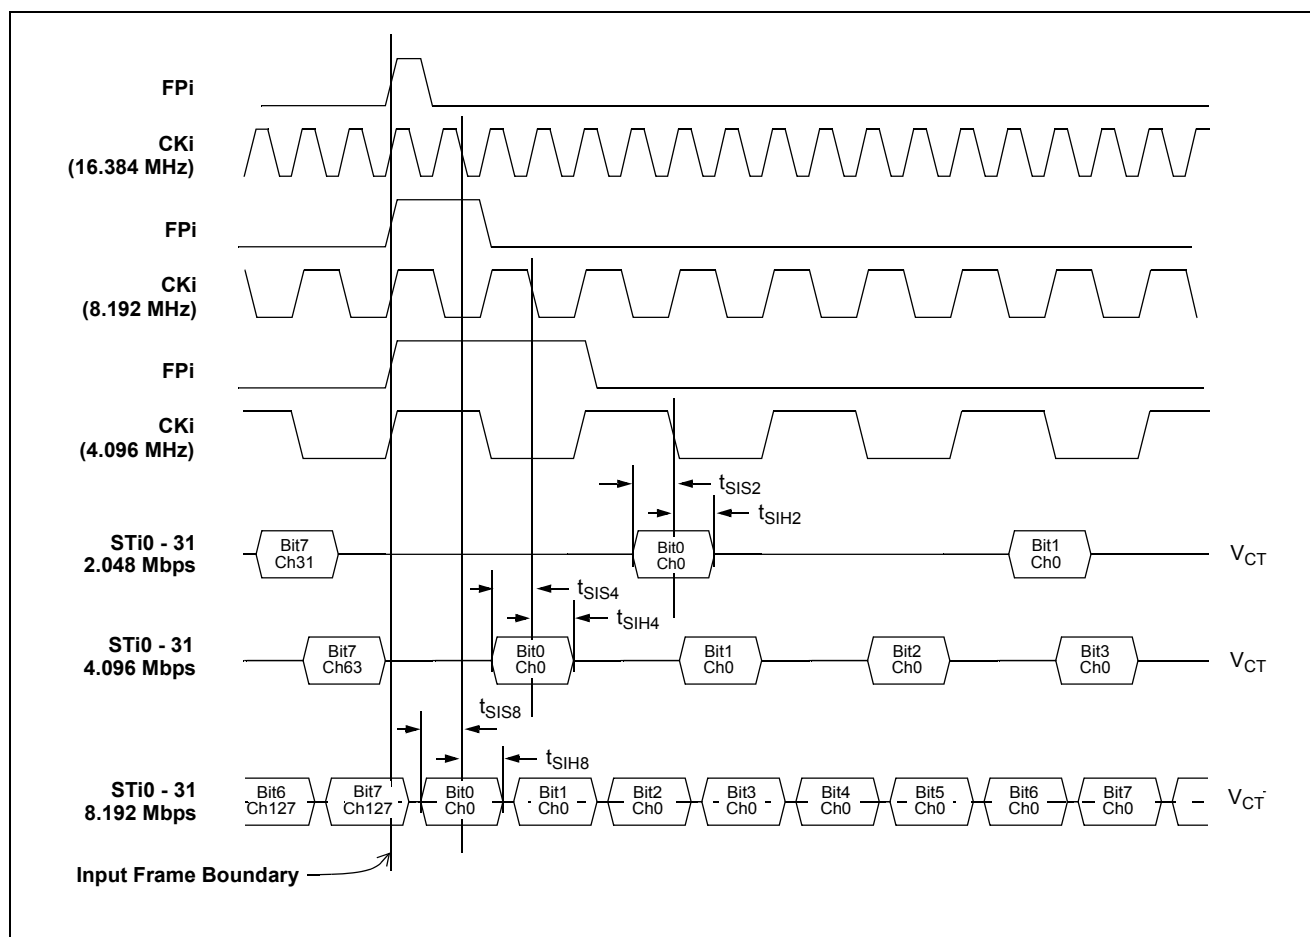 FPi
CKi
(16.384 MHz)
FPi
CKi
(8.192 MHz)
FPi
CKi
(4.096 MHz)
tSIS2
tSIH2
STi0 - 31
2.048 Mbps
Bit7
Ch31
Bit0
Ch0
Bit1
Ch0
VCT
tSIS4
tSIH4
STi0 - 31
4.096 Mbps
Bit7
Ch63
Bit0
Ch0
Bit1
Ch0
Bit2
Ch0
Bit3
Ch0
VCT
tSIS8
tSIH8
STi0 - 31
8.192 Mbps
Bit6
Ch127
Bit7
Ch127
Bit0
Ch0
Bit1
Ch0
Bit2
Ch0
Bit3
Ch0
Bit4
Ch0
Bit5
Ch0
Bit6
Ch0
Bit7
Ch0
VCT
Input Frame Boundary